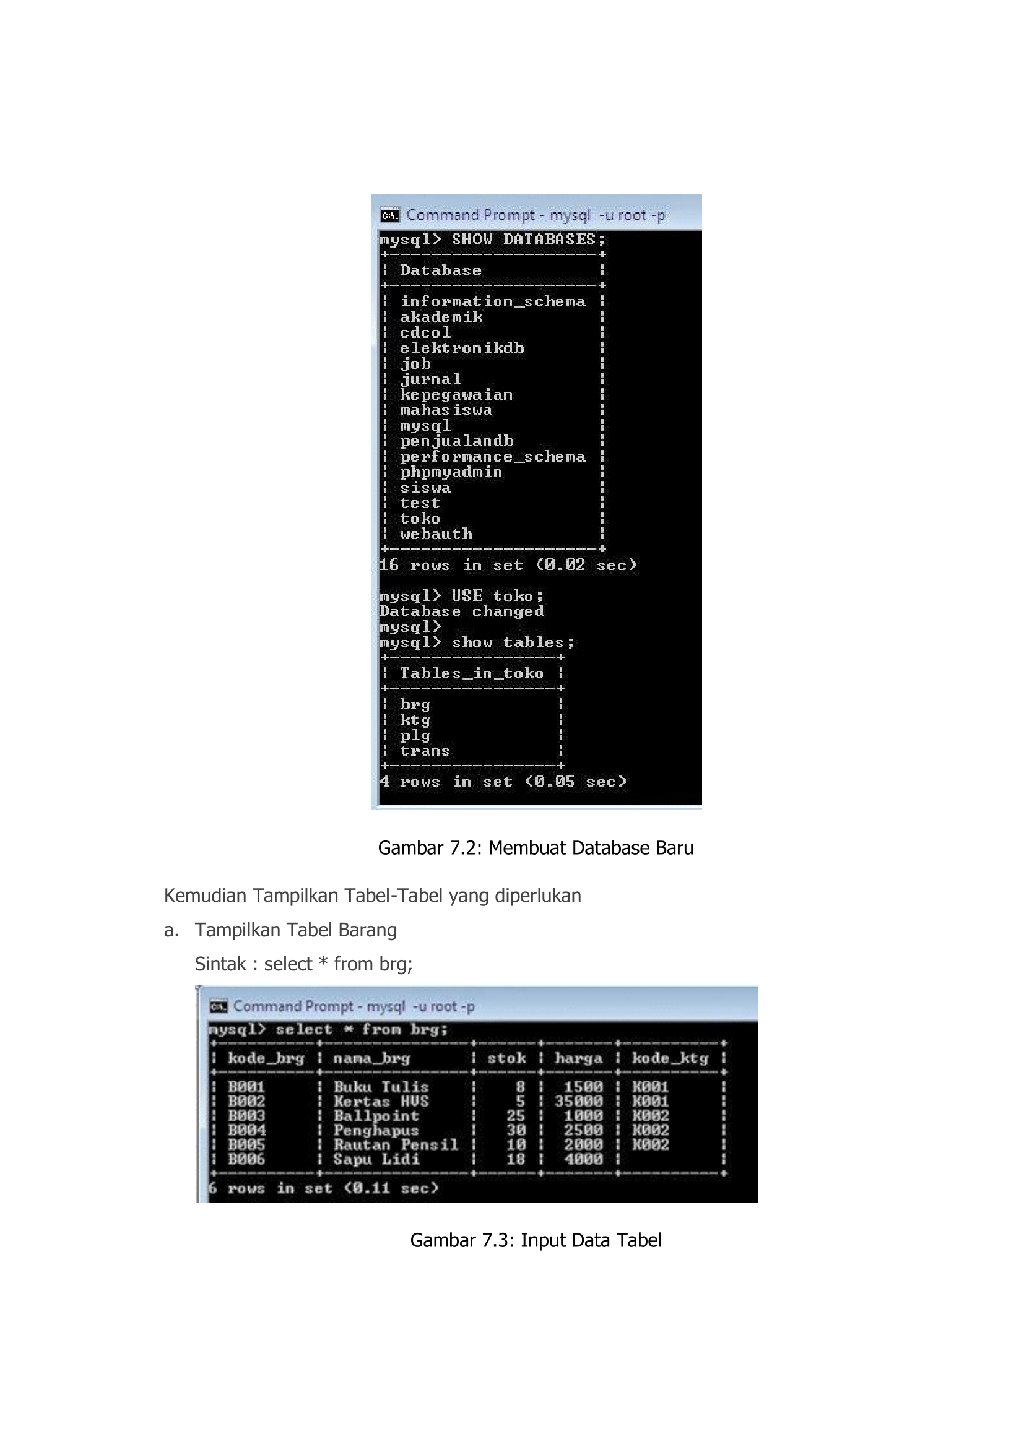 Command Prompt - mysql -u root -p
mysql> SHOW DATABASES;
+--------------------+
| Database           |
+--------------------+
| information_schema |
| akademik           |
| cdcol              |
| elektronikdb       |
| job                |
| jurnal             |
| kepegawaian        |
| mahasiswa          |
| mysql              |
| penjualandb        |
| performance_schema |
| phpmyadmin         |
| siswa              |
| test               |
| toko               |
| webauth            |
+--------------------+
16 rows in set (0.02 sec)
mysql> USE toko;
Database changed
mysql>
mysql> show tables;
+----------------+
| Tables_in_toko |
+----------------+
| brg            |
| ktg            |
| plg            |
| trans          |
+----------------+
4 rows in set (0.05 sec)
Gambar 7.2: Membuat Database Baru
Kemudian Tampilkan Tabel-Tabel yang diperlukan
a. Tampilkan Tabel Barang
Sintak : select * from brg;
Command Prompt - mysql -u root -p
mysql> select * from brg;
+----------+---------------+------+-------+----------+
| kode_brg | nama_brg      | stok | harga | kode_ktg |
+----------+---------------+------+-------+----------+
| B001     | Buku Tulis    |    8 |  1500 | K001     |
| B002     | Kertas HVS    |    5 | 35000 | K001     |
| B003     | Ballpoint     |   25 |  1000 | K002     |
| B004     | Penghapus     |   30 |  2500 | K002     |
| B005     | Rautan Pensil |   10 |  2000 | K002     |
| B006     | Sapu Lidi     |   18 |  4000 |          |
+----------+---------------+------+-------+----------+
6 rows in set (0.11 sec)
Gambar 7.3: Input Data Tabel